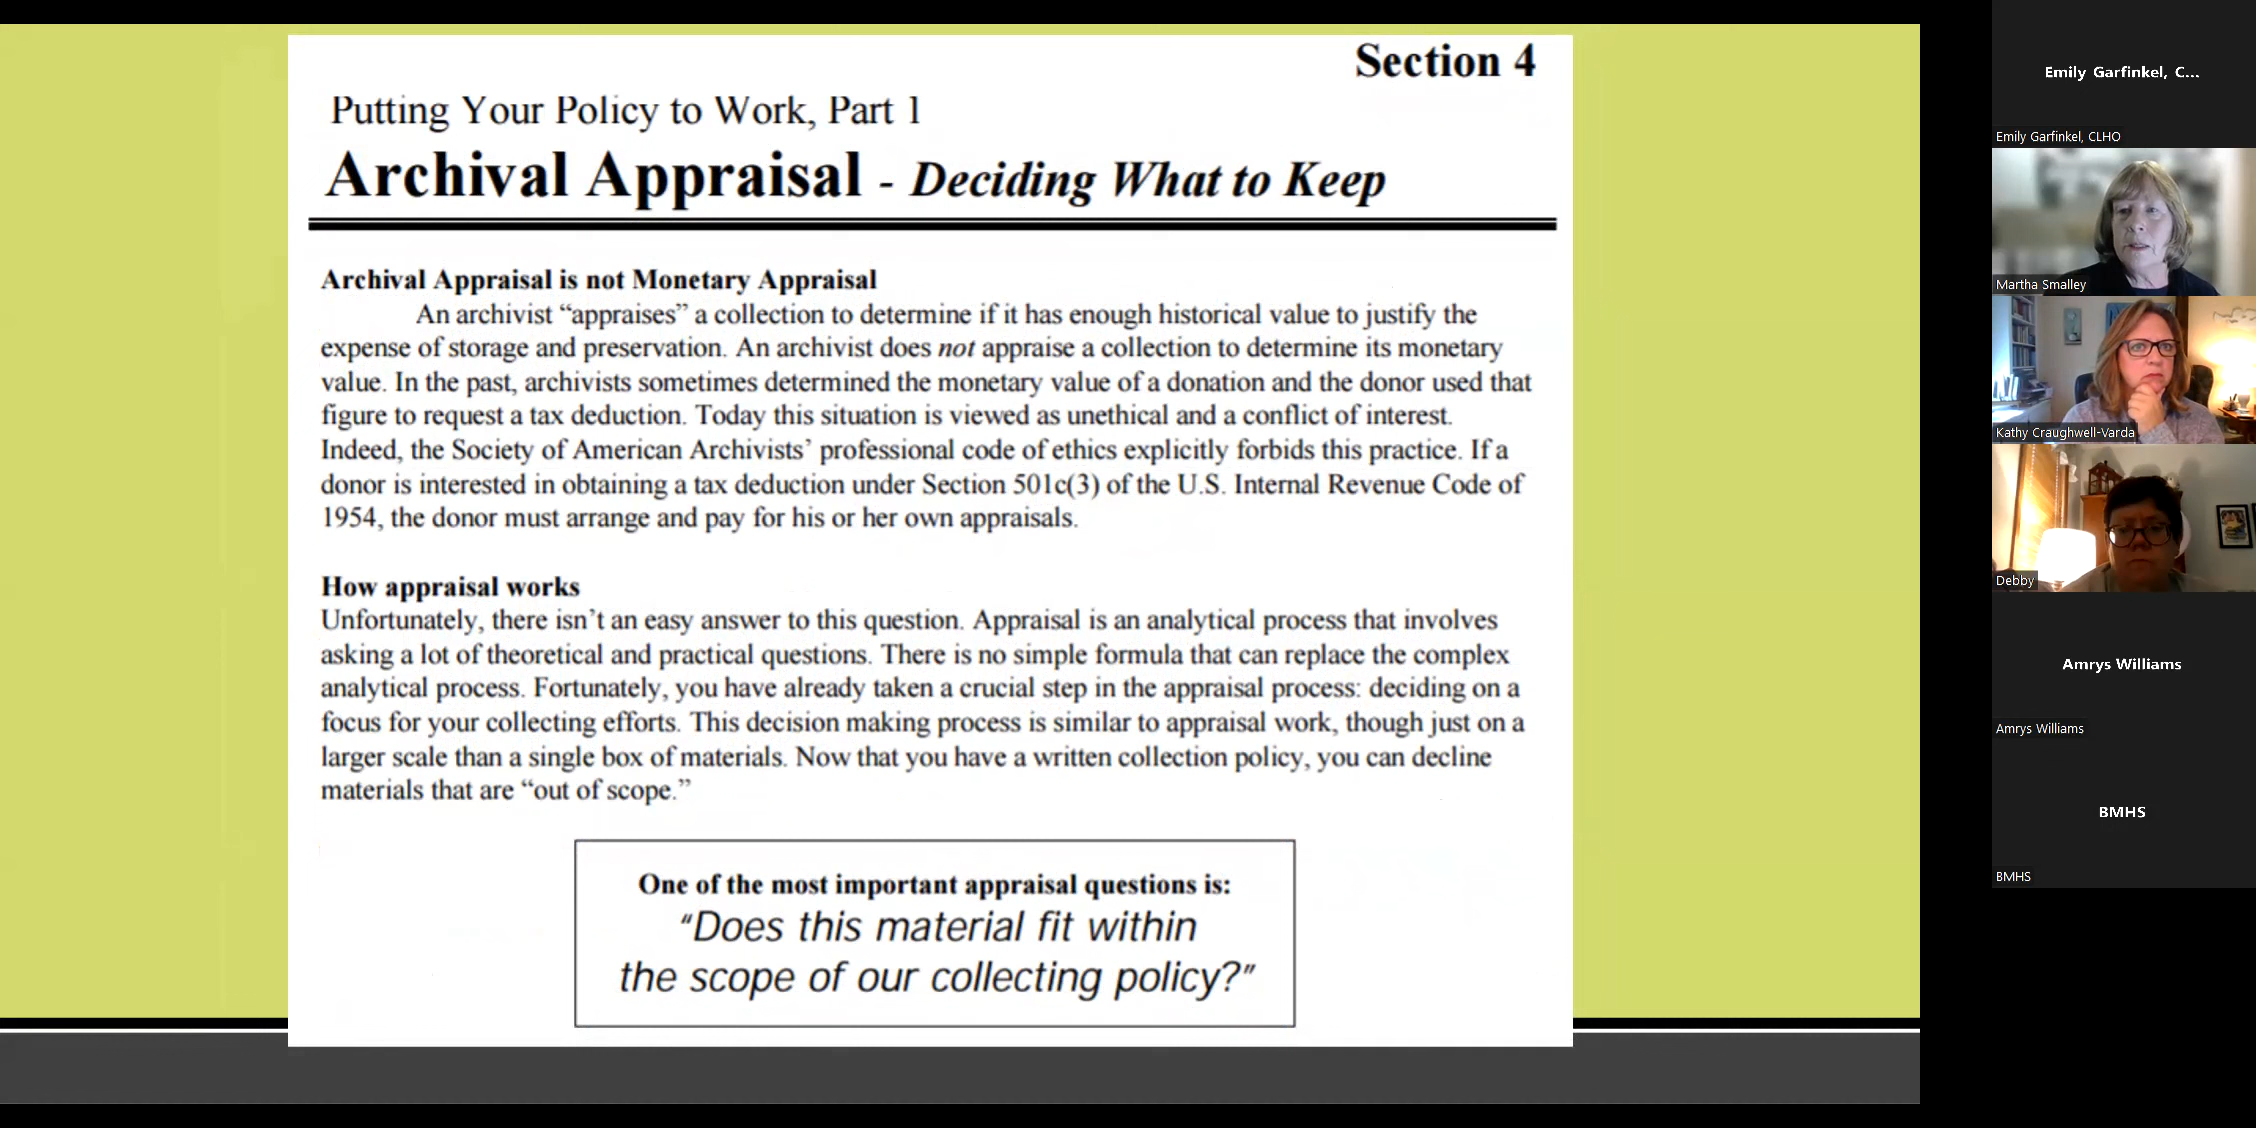 Section 4
Putting Your Policy to Work, Part 1
Archival Appraisal - Deciding What to Keep
Archival Appraisal is not Monetary Appraisal
An archivist “appraises” a collection to determine if it has enough historical value to justify the
expense of storage and preservation. An archivist does not appraise a collection to determine its monetary
value. In the past, archivists sometimes determined the monetary value of a donation and the donor used that
figure to request a tax deduction. Today this situation is viewed as unethical and a conflict of interest.
Indeed, the Society of American Archivists’ professional code of ethics explicitly forbids this practice. If a
donor is interested in obtaining a tax deduction under Section 501c(3) of the U.S. Internal Revenue Code of
1954, the donor must arrange and pay for his or her own appraisals.
How appraisal works
Unfortunately, there isn’t an easy answer to this question. Appraisal is an analytical process that involves
asking a lot of theoretical and practical questions. There is no simple formula that can replace the complex
analytical process. Fortunately, you have already taken a crucial step in the appraisal process: deciding on a
focus for your collecting efforts. This decision making process is similar to appraisal work, though just on a
larger scale than a single box of materials. Now that you have a written collection policy, you can decline
materials that are “out of scope.”
One of the most important appraisal questions is:
“Does this material fit within
the scope of our collecting policy?”
Emily Garfinkel, C...
Emily Garfinkel, CLHO
Martha Smalley
Kathy Craughwell-Varda
Debby
Amrys Williams
Amrys Williams
BMHS
BMHS